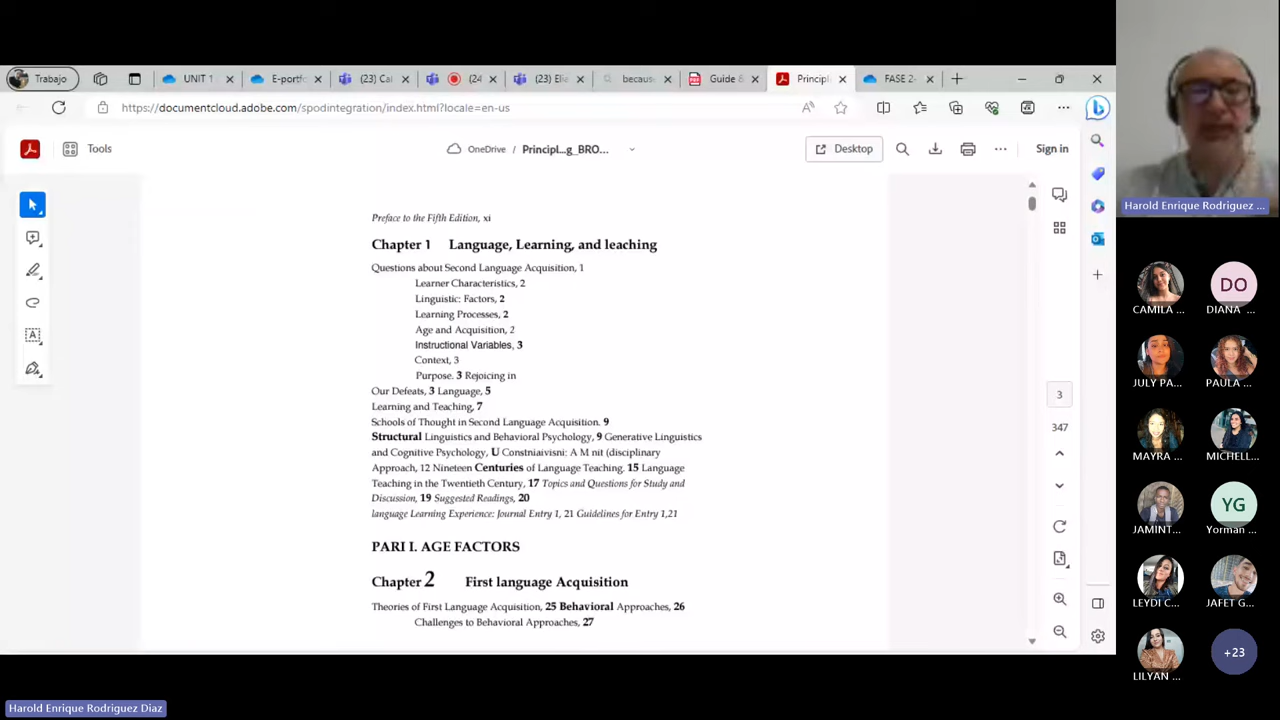 Trabajo
UNIT 1
E-portfo
(23) Cal
(24
(23) Elia
becaus
Guide &
Principl
FASE 2-
https://documentcloud.adobe.com/spodintegration/index.html?locale=en-us
Tools
OneDrive / Principl...g_BRO...
Desktop
Sign in
Preface to the Fifth Edition, xi
Chapter 1 Language, Learning, and leaching
Questions about Second Language Acquisition, 1
Learner Characteristics, 2
Linguistic: Factors, 2
Learning Processes, 2
Age and Acquisition, 2
Instructional Variables, 3
Context, 3
Purpose. 3 Rejoicing in
Our Defeats, 3 Language, 5
Learning and Teaching, 7
Schools of Thought in Second Language Acquisition. 9
Structural Linguistics and Behavioral Psychology, 9 Generative Linguistics
and Cognitive Psychology, U Constniaivisni: A M nit (disciplinary
Approach, 12 Nineteen Centuries of Language Teaching. 15 Language
Teaching in the Twentieth Century, 17 Topics and Questions for Study and
Discussion, 19 Suggested Readings, 20
language Learning Experience: Journal Entry 1, 21 Guidelines for Entry 1,21
PARI I. AGE FACTORS
Chapter 2 First language Acquisition
Theories of First Language Acquisition, 25 Behavioral Approaches, 26
Challenges to Behavioral Approaches, 27
3
347
Harold Enrique Rodriguez ...
CAMILA ...
DO
DIANA ...
JULY PA...
PAULA ...
MAYRA ...
MICHELL...
JAMINT...
YG
Yorman ...
LEYDI C...
JAFET G...
LILYAN ...
+23
Harold Enrique Rodriguez Diaz